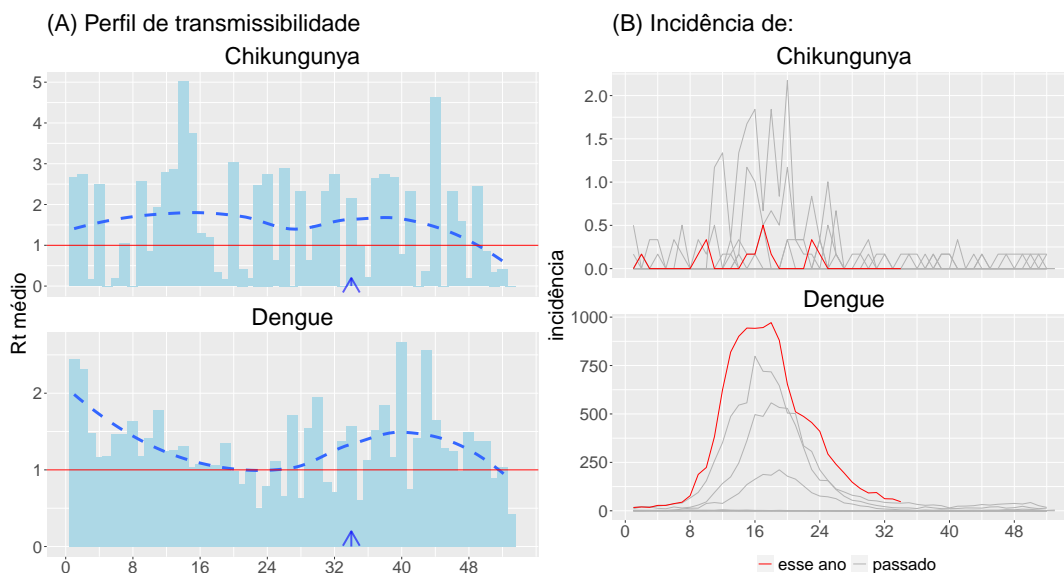 (A) Perfil de transmissibilidade
Chikungunya
5
4
3
2
1
0
Dengue
2
1
0
0 8 16 24 32 40 48
Rt médio
(B) Incidência de:
Chikungunya
2.0
1.5
1.0
0.5
0.0
Dengue
1000
750
500
250
0
0 8 16 24 32 40 48
incidência
esse ano passado